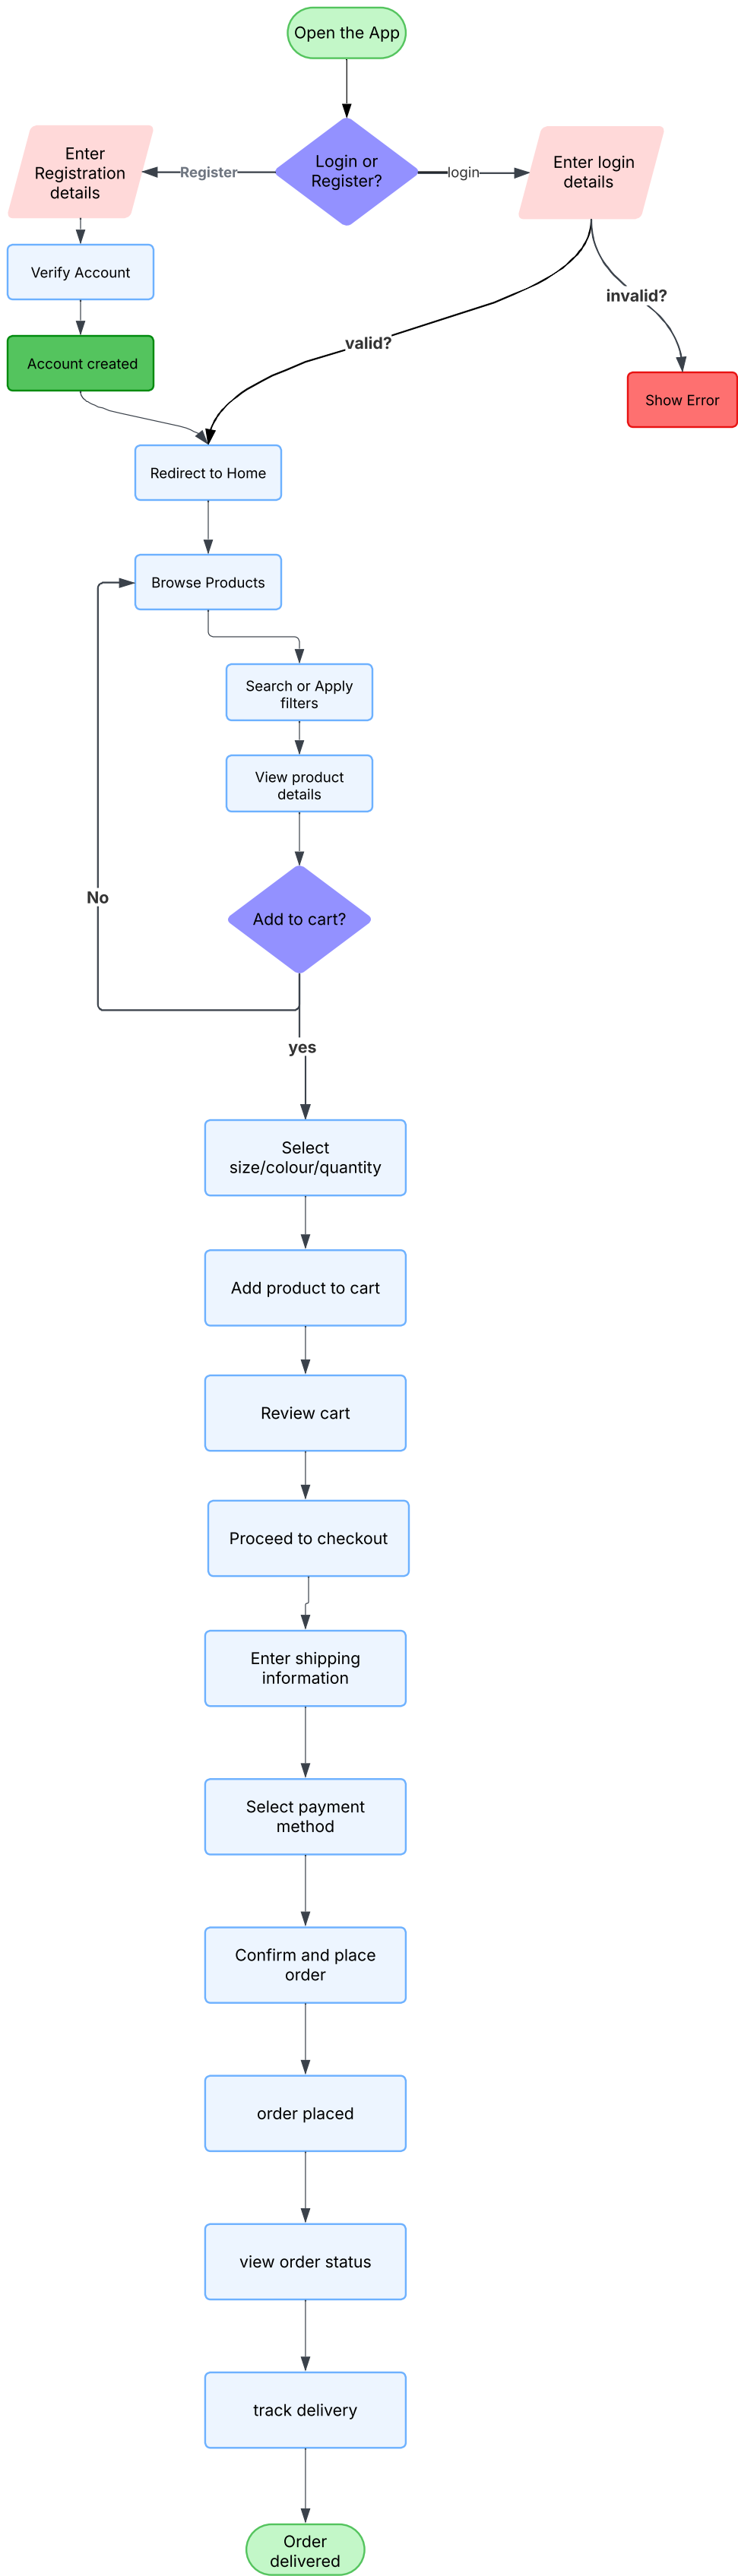 Open the App
Login or
Register?
Register
login
Enter
Registration
details
Enter login
details
Verify Account
invalid?
valid?
Account created
Show Error
Redirect to Home
Browse Products
Search or Apply
filters
View product
details
No
Add to cart?
yes
Select
size/colour/quantity
Add product to cart
Review cart
Proceed to checkout
Enter shipping
information
Select payment
method
Confirm and place
order
order placed
view order status
track delivery
Order
delivered